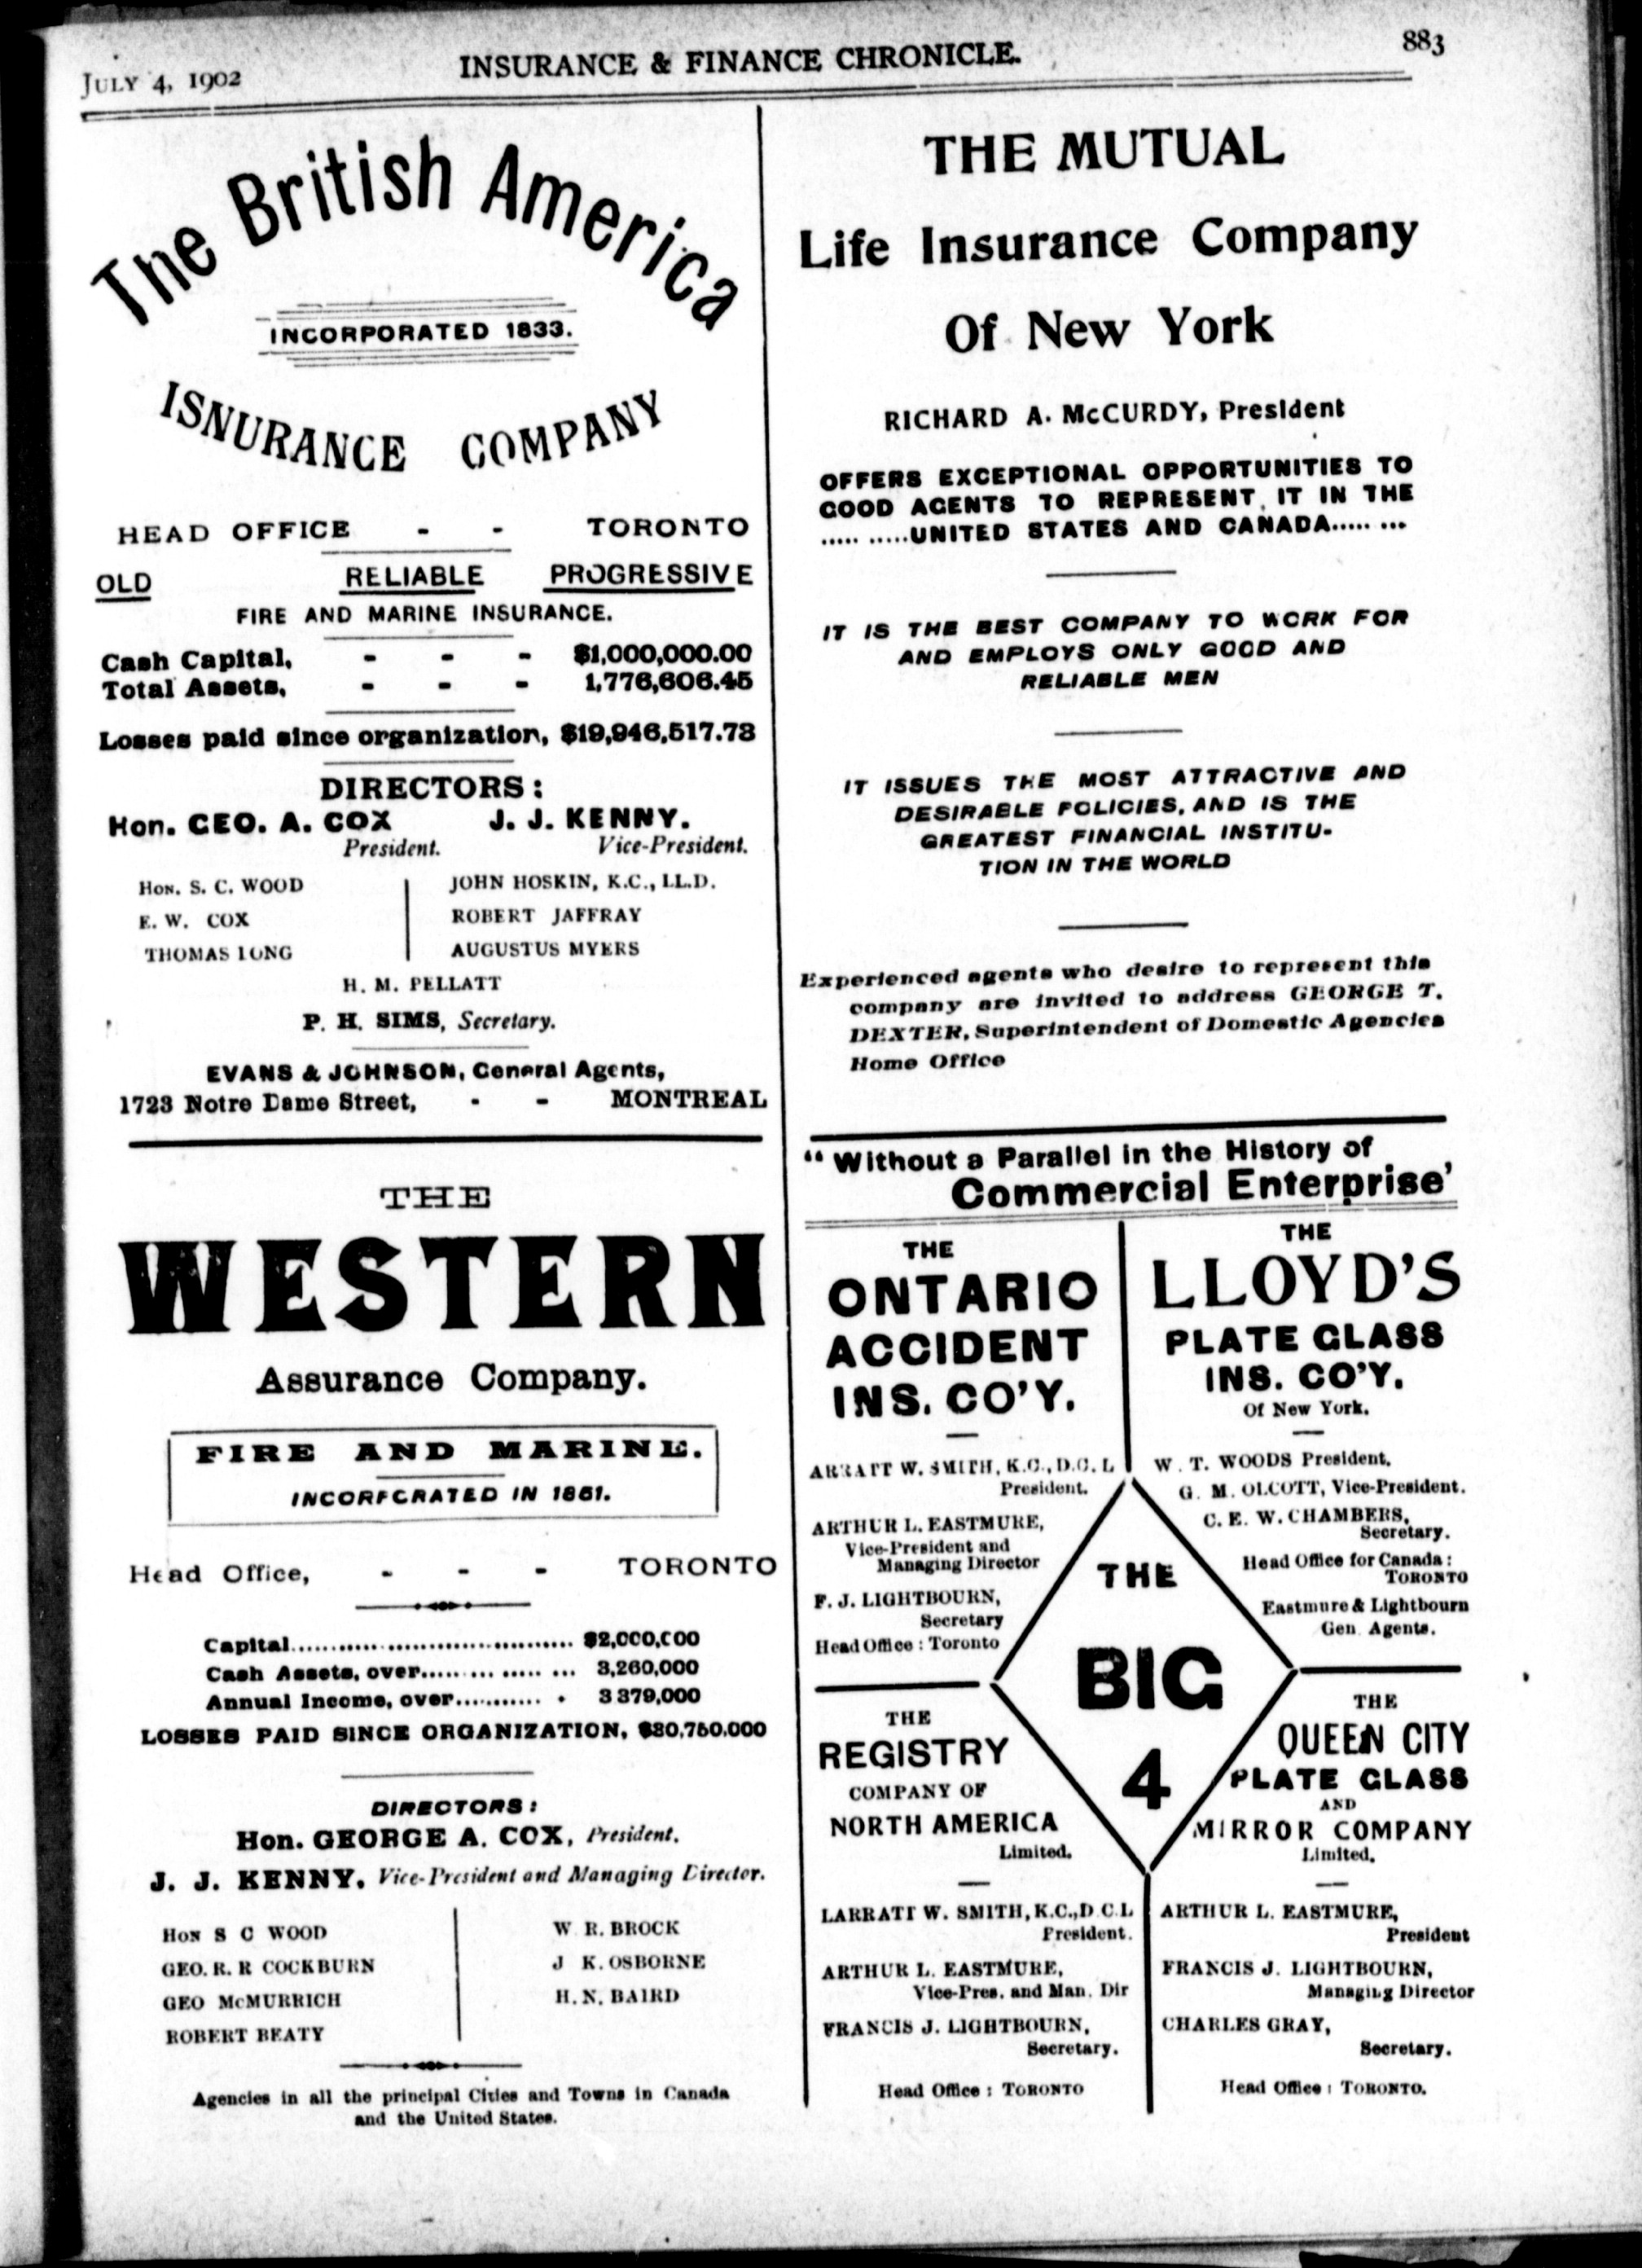 JULY 4, 1902 INSURANCE & FINANCE CHRONICLE. 883
The British America
INCORPORATED 1833.
ISNURANCE COMPANY
HEAD OFFICE - - TORONTO
OLD RELIABLE PROGRESSIVE
FIRE AND MARINE INSURANCE.
Cash Capital, - - - $1,000,000.00
Total Assets, - - - 1,776,606.45
Losses paid since organization, $19,946,517.73
DIRECTORS:
Hon. GEO. A. COX J. J. KENNY.
President. Vice-President.
HON. S. C. WOOD JOHN HOSKIN, K.C., LL.D.
E. W. COX ROBERT JAFFRAY
THOMAS LONG AUGUSTUS MYERS
H. M. PELLATT
P. H. SIMS, Secretary.
EVANS & JOHNSON, General Agents,
1723 Notre Dame Street, - - MONTREAL
THE
WESTERN
Assurance Company.
FIRE AND MARINE.
INCORPORATED IN 1851.
Head Office, - - - TORONTO
Capital........................................ $2,000,000
Cash Assets, over..... ... ..... ... 3,260,000
Annual Income, over........... . 3 379,000
LOSSES PAID SINCE ORGANIZATION, $30,750,000
DIRECTORS:
Hon. GEORGE A. COX, President.
J. J. KENNY, Vice-President and Managing Director.
HON S C WOOD W R. BROCK
GEO. R. R COCKBURN J K. OSBORNE
GEO McMURRICH H. N. BAIRD
ROBERT BEATY
Agencies in all the principal Cities and Towns in Canada
and the United States.
THE MUTUAL
Life Insurance Company
Of New York
RICHARD A. McCURDY, President
OFFERS EXCEPTIONAL OPPORTUNITIES TO
GOOD AGENTS TO REPRESENT IT IN THE
..... .....UNITED STATES AND CANADA..... ...
IT IS THE BEST COMPANY TO WORK FOR
AND EMPLOYS ONLY GOOD AND
RELIABLE MEN
IT ISSUES THE MOST ATTRACTIVE AND
DESIRABLE POLICIES, AND IS THE
GREATEST FINANCIAL INSTITU-
TION IN THE WORLD
Experienced agents who desire to represent this
company are invited to address GEORGE T.
DEXTER, Superintendent of Domestic Agencies
Home Office
"Without a Parallel in the History of
Commercial Enterprise'
THE
ONTARIO
ACCIDENT
INS. CO'Y.
ARRATT W. SMITH, K.C., D.C. L
President.
ARTHUR L. EASTMURE,
Vice-President and
Managing Director
F. J. LIGHTBOURN,
Secretary
Head Office: Toronto
THE
LLOYD'S
PLATE GLASS
INS. CO'Y.
Of New York.
W. T. WOODS President.
G. M. OLCOTT, Vice-President.
C. E. W. CHAMBERS,
Secretary.
Head Office for Canada:
TORONTO
Eastmure & Lightbourn
Gen Agents.
THE
BIG
4
THE
REGISTRY
COMPANY OF
NORTH AMERICA
Limited.
LARRATT W. SMITH, K.C., D C.L
President.
ARTHUR L. EASTMURE,
Vice-Pres. and Man. Dir
FRANCIS J. LIGHTBOURN,
Secretary.
Head Office: TORONTO
THE
QUEEN CITY
PLATE GLASS
AND
MIRROR COMPANY
Limited.
ARTHUR L. EASTMURE,
President
FRANCIS J. LIGHTBOURN,
Managing Director
CHARLES GRAY,
Secretary.
Head Office: TORONTO.